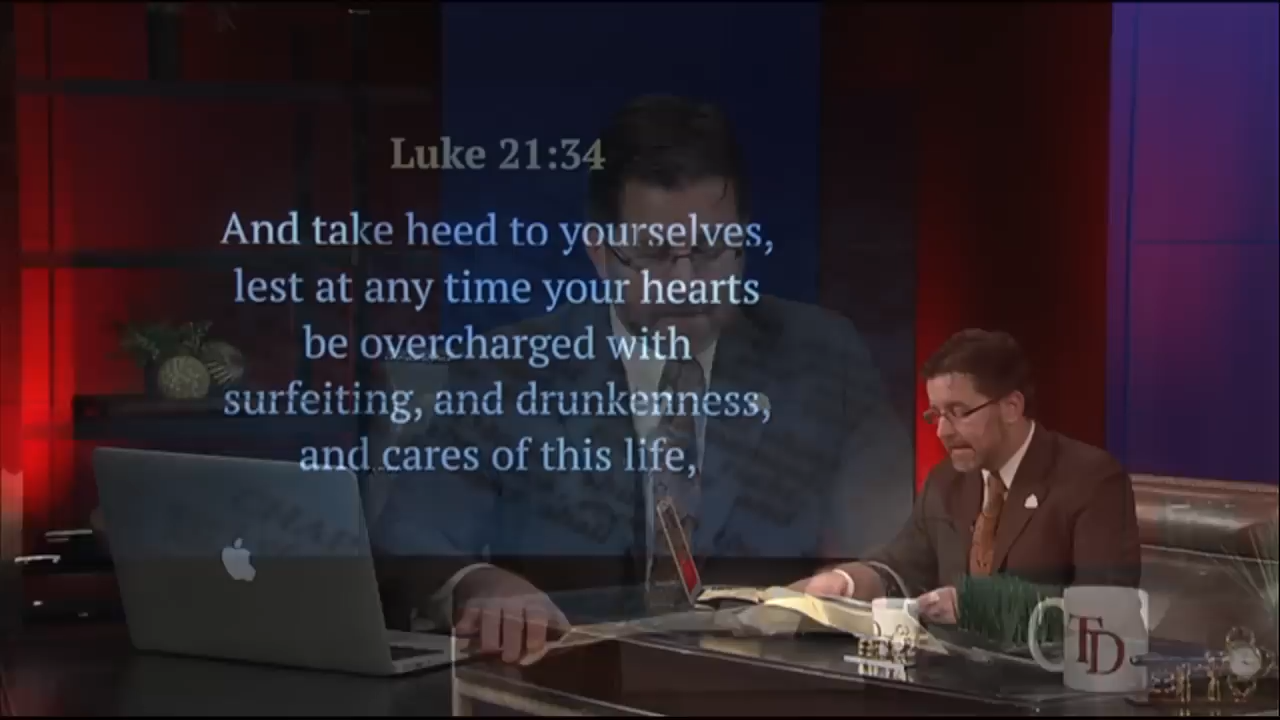 Luke 21:34
And take heed to yourselves,
lest at any time your hearts
be overcharged with
surfeiting, and drunkenness,
and cares of this life,
TD